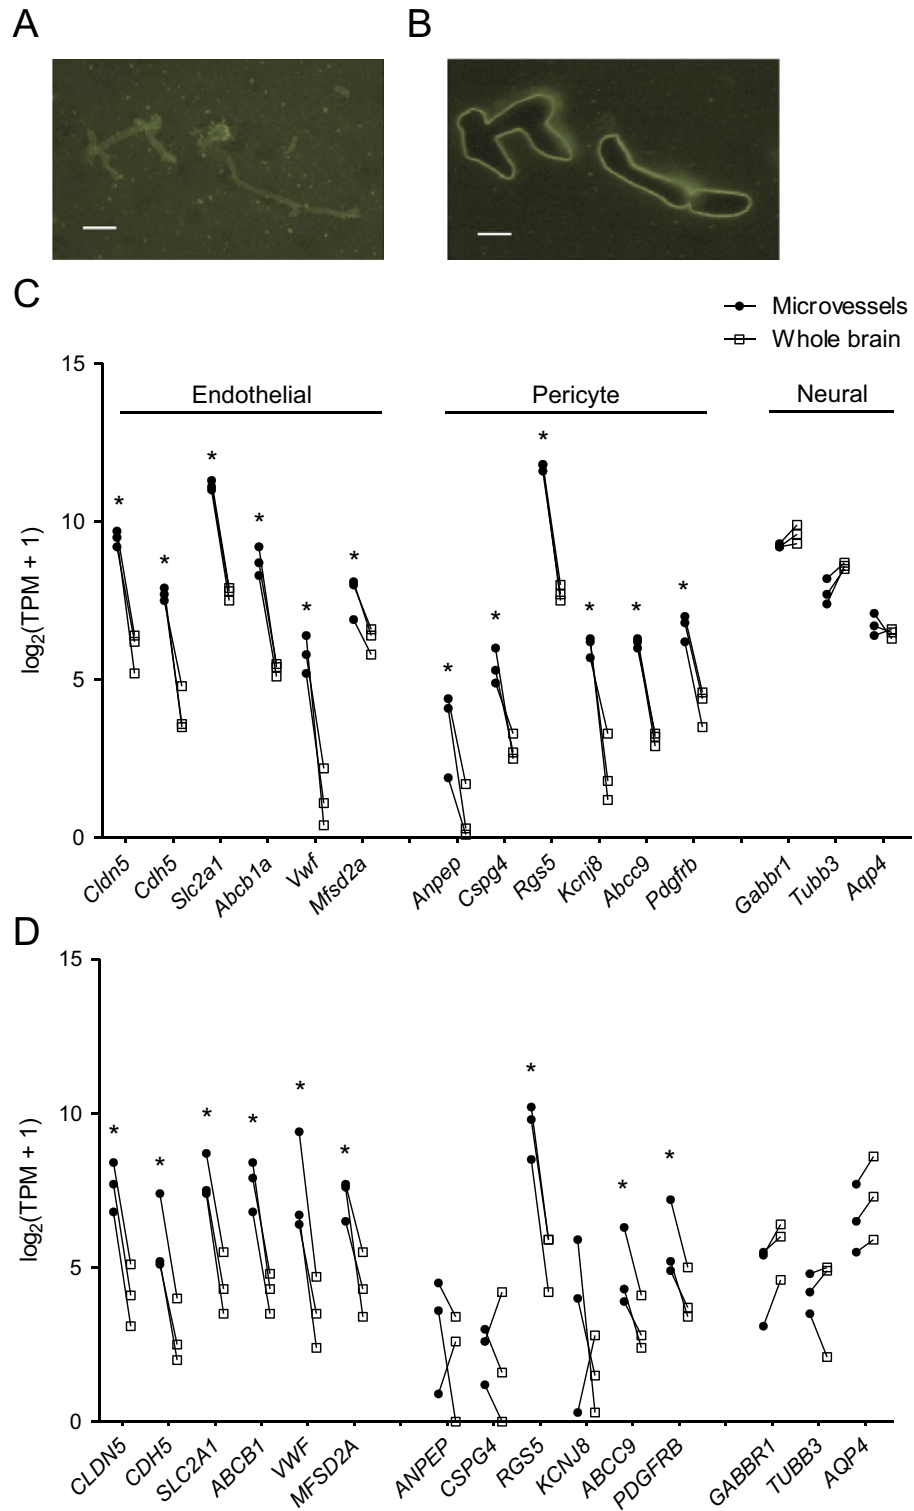 A
B
C
Microvessels
Whole brain
15
10
5
0
log2(TPM + 1)
Endothelial
Pericyte
Neural
* * * * * * * * * * * *
Cldn5
Cdh5
Slc2a1
Abcb1a
Vwf
Mfsd2a
Anpep
Cspg4
Rgs5
Kcnj8
Abcc9
Pdgfrb
Gabbr1
Tubb3
Aqp4
D
15
10
5
0
log2(TPM + 1)
* * * * * * * * *
CLDN5
CDH5
SLC2A1
ABCB1
VWF
MFSD2A
ANPEP
CSPG4
RGS5
KCNJ8
ABCC9
PDGFRB
GABBR1
TUBB3
AQP4